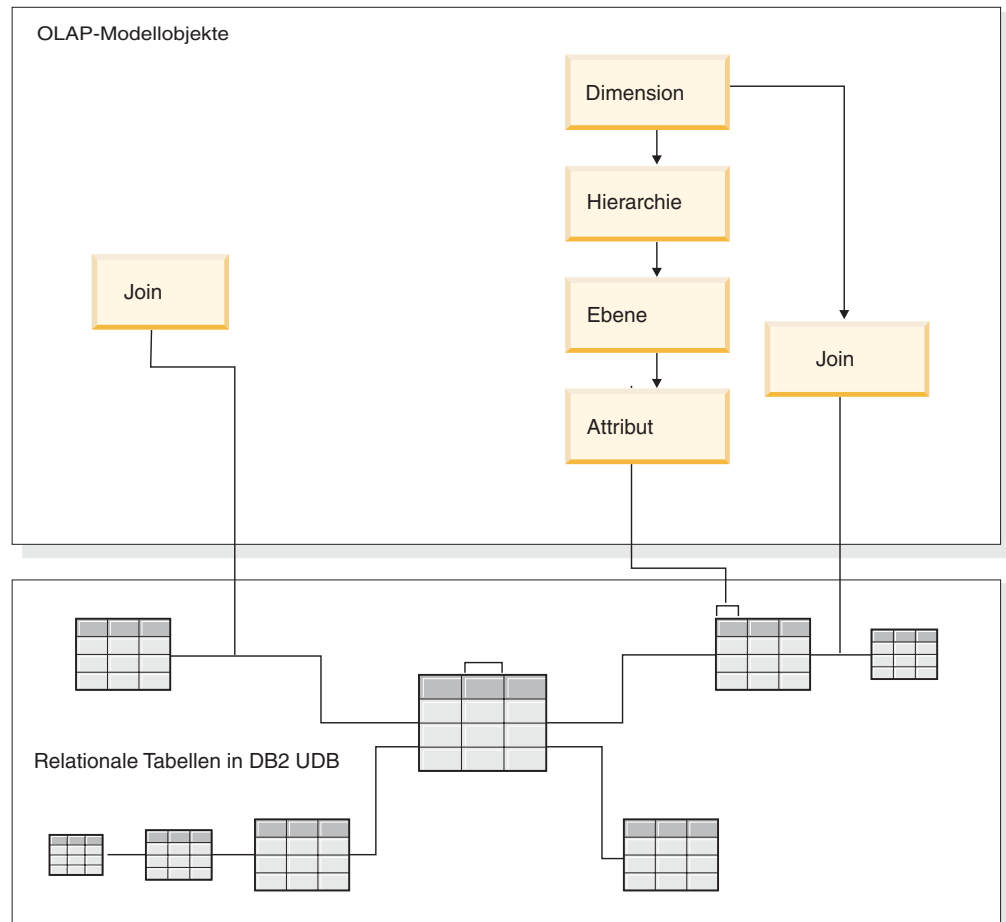 OLAP-Modellobjekte
Dimension
Hierarchie
Join
Ebene
Join
Attribut
Relationale Tabellen in DB2 UDB